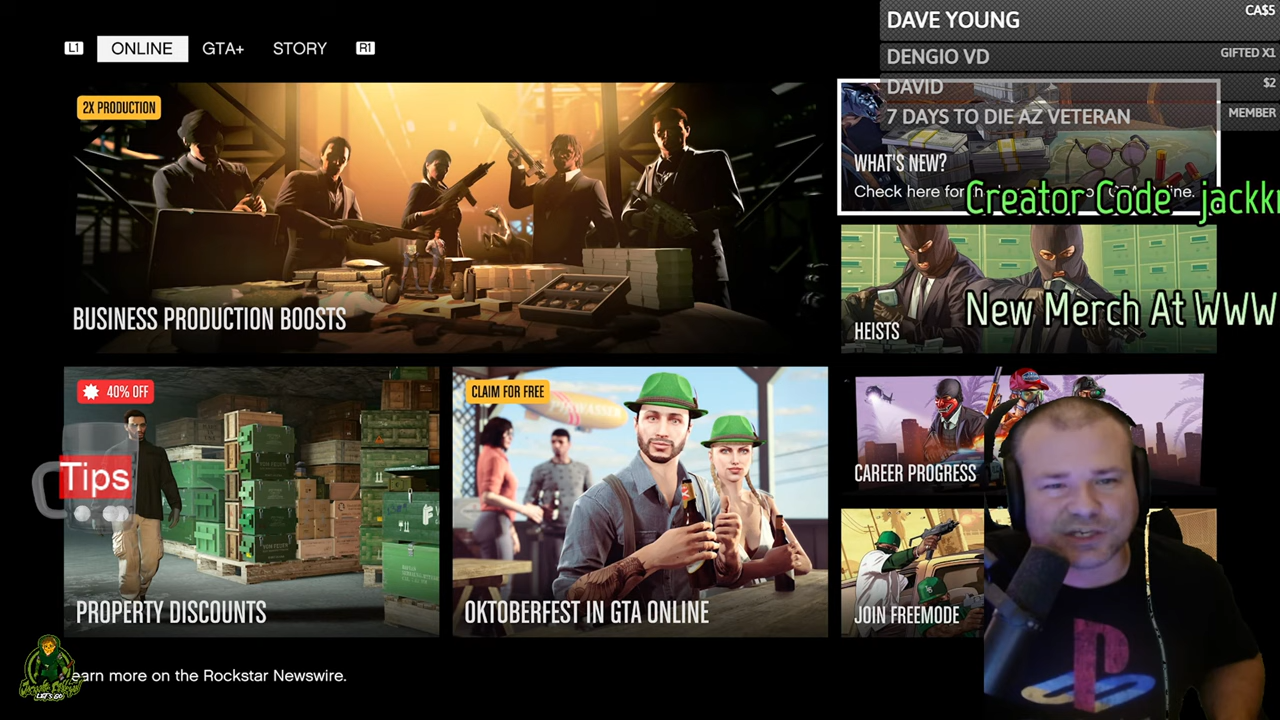 L1 ONLINE GTA+ STORY R1
DAVE YOUNG CA$5
DENGIO VD GIFTED X1
DAVID $2
7 DAYS TO DIE AZ VETERAN MEMBER
2X PRODUCTION
BUSINESS PRODUCTION BOOSTS
WHAT'S NEW?
Check here for
Creator Code jackk
HEISTS
New Merch At WWW
40% OFF
Tips
PROPERTY DISCOUNTS
CLAIM FOR FREE
OKTOBERFEST IN GTA ONLINE
CAREER PROGRESS
JOIN FREEMODE
earn more on the Rockstar Newswire.
LET'S GO